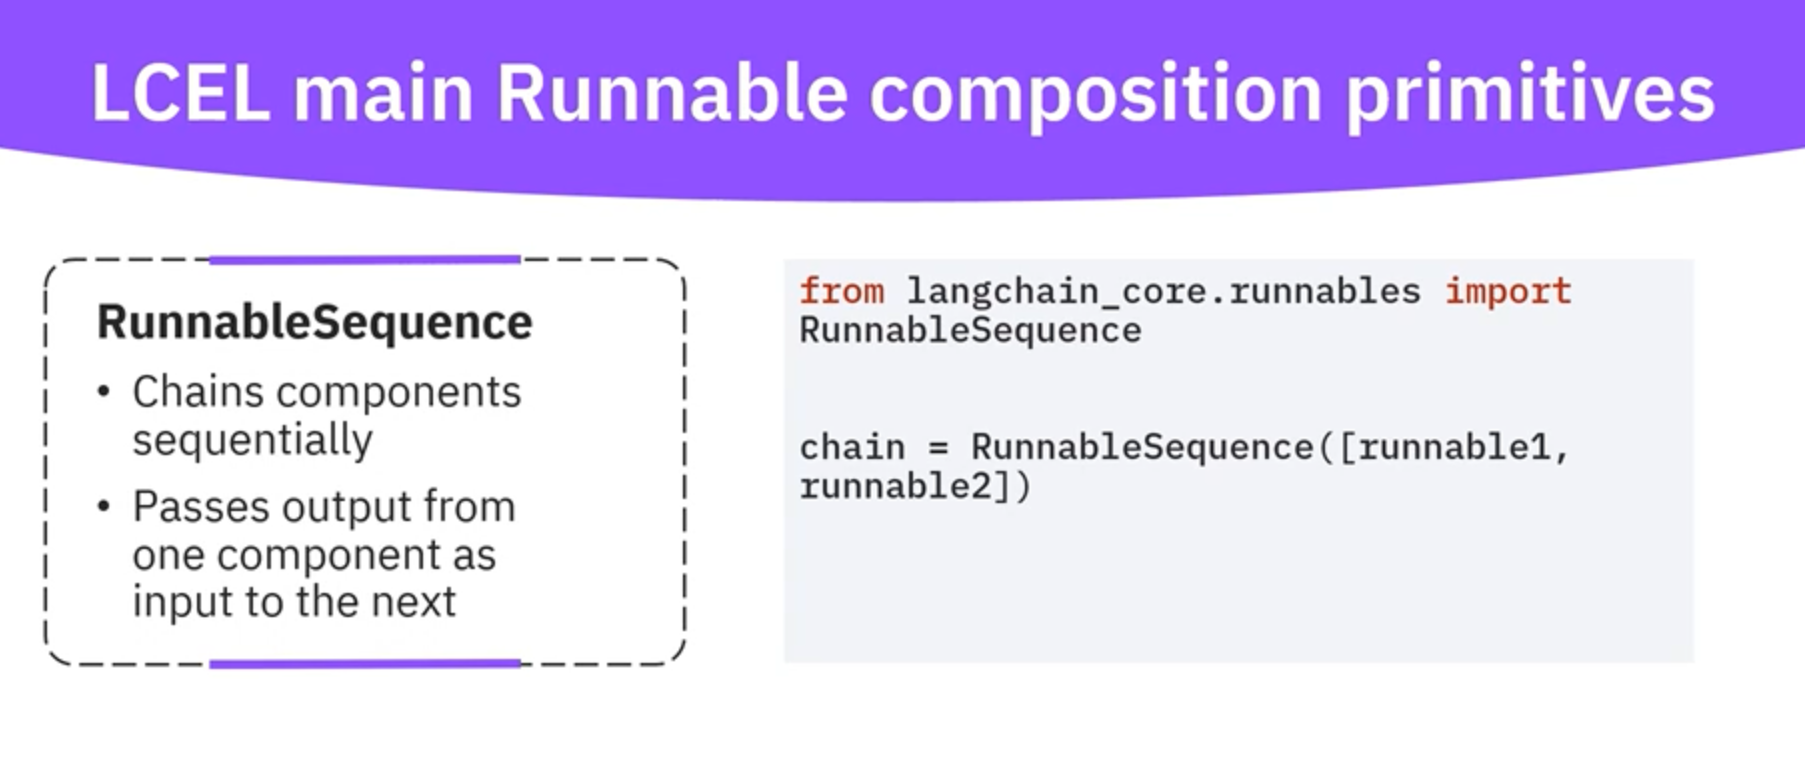 LCEL main Runnable composition primitives
RunnableSequence
• Chains components
sequentially
• Passes output from
one component as
input to the next
from langchain_core.runnables import
RunnableSequence
chain = RunnableSequence([runnable1,
runnable2])